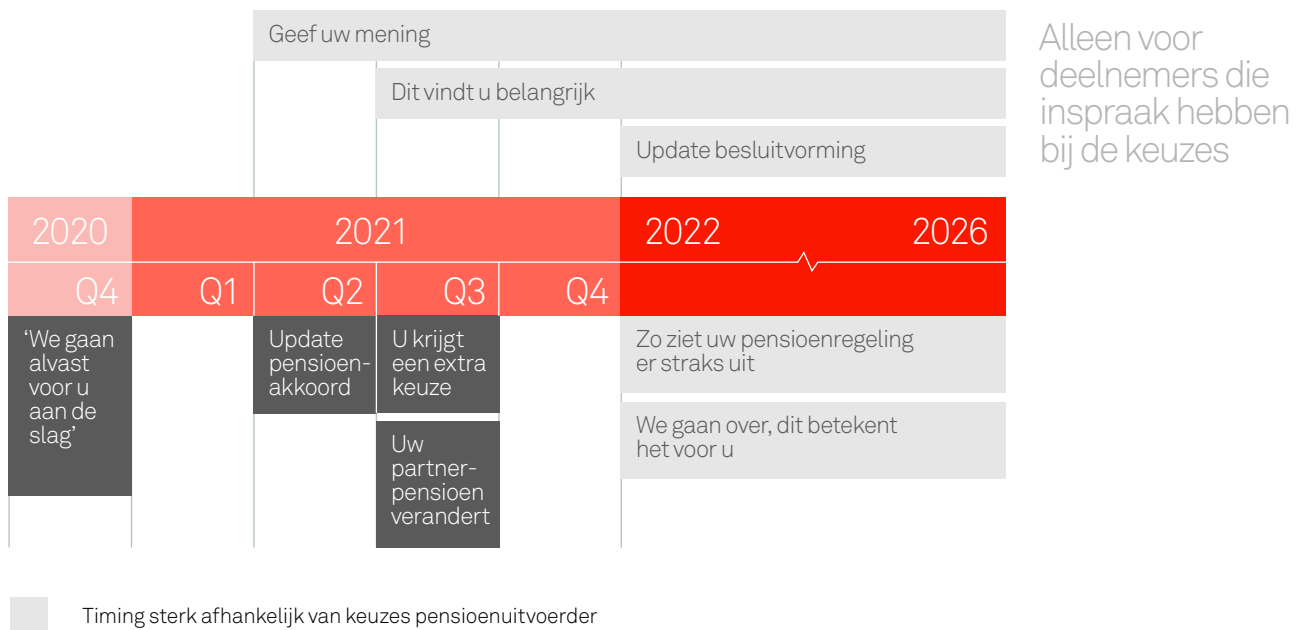 Geef uw mening
Dit vindt u belangrijk
Update besluitvorming
Alleen voor
deelnemers die
inspraak hebben
bij de keuzes
2020
2021
2022
2026
Q4
Q1
Q2
Q3
Q4
‘We gaan
alvast
voor u
aan de
slag’
Update
pensioen-
akkoord
U krijgt
een extra
keuze
Uw
partner-
pensioen
verandert
Zo ziet uw pensioenregeling
er straks uit
We gaan over, dit betekent
het voor u
Timing sterk afhankelijk van keuzes pensioenuitvoerder